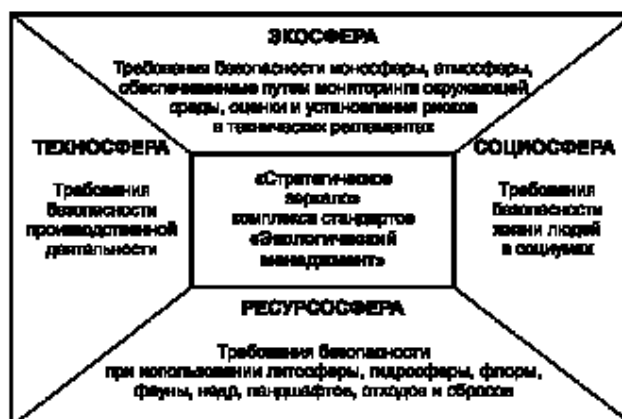 ЭКОСФЕРА
Требования безопасности моносферы, атмосферы,
обеспечиваемые путем мониторинга окружающей
среды, оценки и установления рисков
в технических регламентах
ТЕХНОСФЕРА
Требования
безопасности
производственной
деятельности
«Стратегическое
зеркало»
комплекса стандартов
«Экологический
менеджмент»
СОЦИОСФЕРА
Требования
безопасности
жизни людей
в социумах
РЕСУРСОСФЕРА
Требования безопасности
при использовании литосферы, гидросферы, флоры,
фауны, недр, ландшафтов, отходов и сбросов